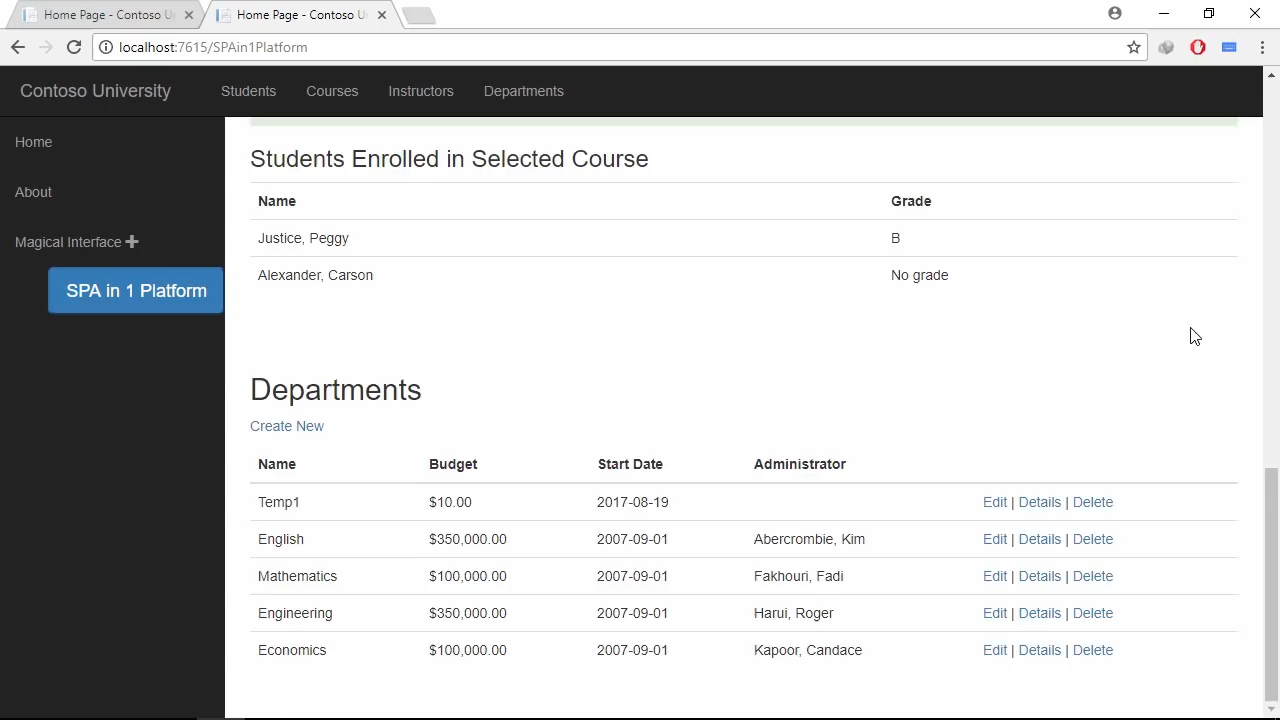 Home Page - Contoso U
Home Page - Contoso U
localhost:7615/SPAin1Platform
Contoso University Students Courses Instructors Departments
Home
About
Magical Interface
SPA in 1 Platform
Students Enrolled in Selected Course
Name Grade
Justice, Peggy B
Alexander, Carson No grade
Departments
Create New
Name Budget Start Date Administrator
Temp1 $10.00 2017-08-19 Edit | Details | Delete
English $350,000.00 2007-09-01 Abercrombie, Kim Edit | Details | Delete
Mathematics $100,000.00 2007-09-01 Fakhouri, Fadi Edit | Details | Delete
Engineering $350,000.00 2007-09-01 Harui, Roger Edit | Details | Delete
Economics $100,000.00 2007-09-01 Kapoor, Candace Edit | Details | Delete